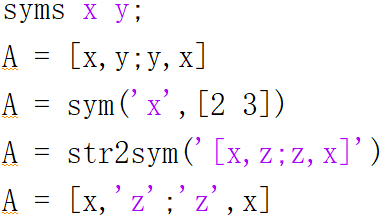 syms x y;
A = [x,y;y,x]
A = sym('x',[2 3])
A = str2sym('[x,z;z,x]')
A = [x,'z';'z',x]